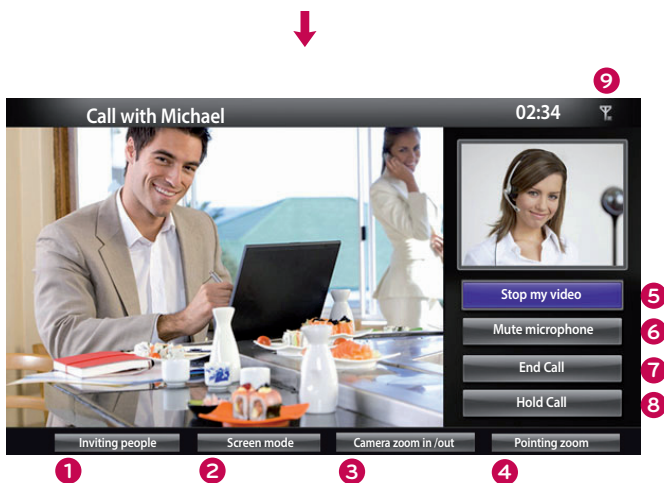 9
Call with Michael 02:34
Stop my video 5
Mute microphone 6
End Call 7
Hold Call 8
Inviting people Screen mode Camera zoom in /out Pointing zoom
1 2 3 4